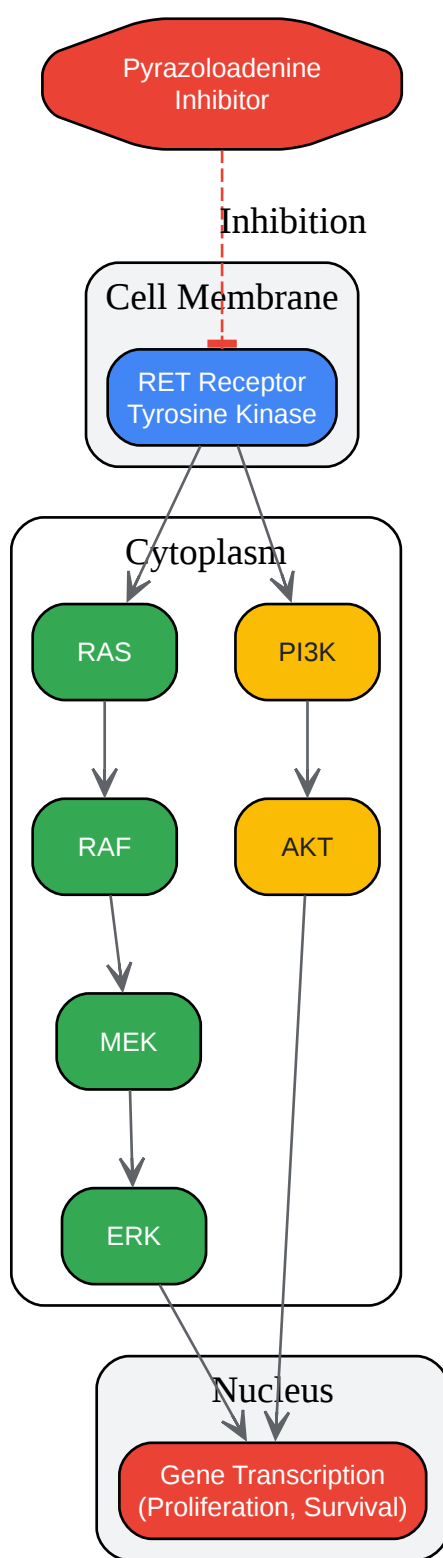 Pyrazoloadenine
Inhibitor
Inhibition
Cell Membrane
RET Receptor
Tyrosine Kinase
Cytoplasm
RAS
PI3K
RAF
AKT
MEK
ERK
Nucleus
Gene Transcription
(Proliferation, Survival)